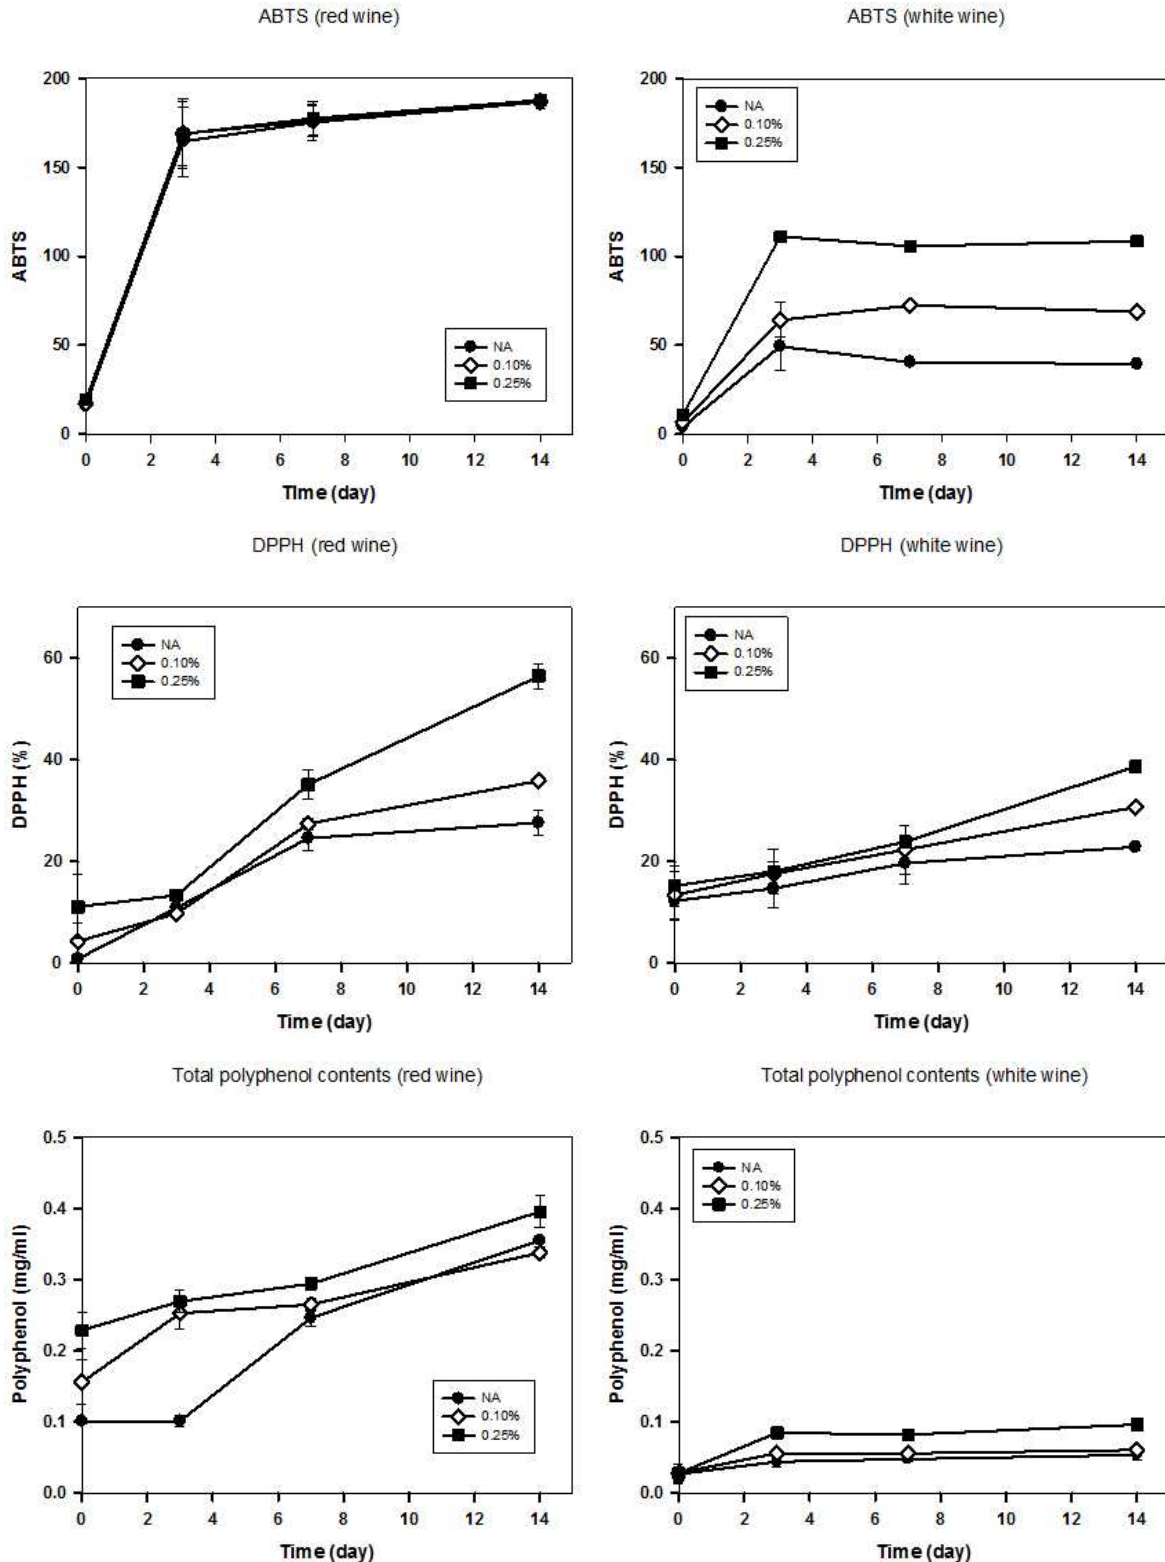 ABTS (red wine)
200
150
100
50
0
ABTS
NA
0.10%
0.25%
0 2 4 6 8 10 12 14
TIme (day)
ABTS (white wine)
200
150
100
50
0
ABTS
NA
0.10%
0.25%
0 2 4 6 8 10 12 14
TIme (day)
DPPH (red wine)
60
40
20
0
DPPH (%)
NA
0.10%
0.25%
0 2 4 6 8 10 12 14
Time (day)
DPPH (white wine)
60
40
20
0
DPPH (%)
NA
0.10%
0.25%
0 2 4 6 8 10 12 14
Time (day)
Total polyphenol contents (red wine)
0.5
0.4
0.3
0.2
0.1
0.0
Polyphenol (mg/ml)
NA
0.10%
0.25%
0 2 4 6 8 10 12 14
Time (day)
Total polyphenol contents (white wine)
0.5
0.4
0.3
0.2
0.1
0.0
Polyphenol (mg/ml)
NA
0.10%
0.25%
0 2 4 6 8 10 12 14
Time (day)